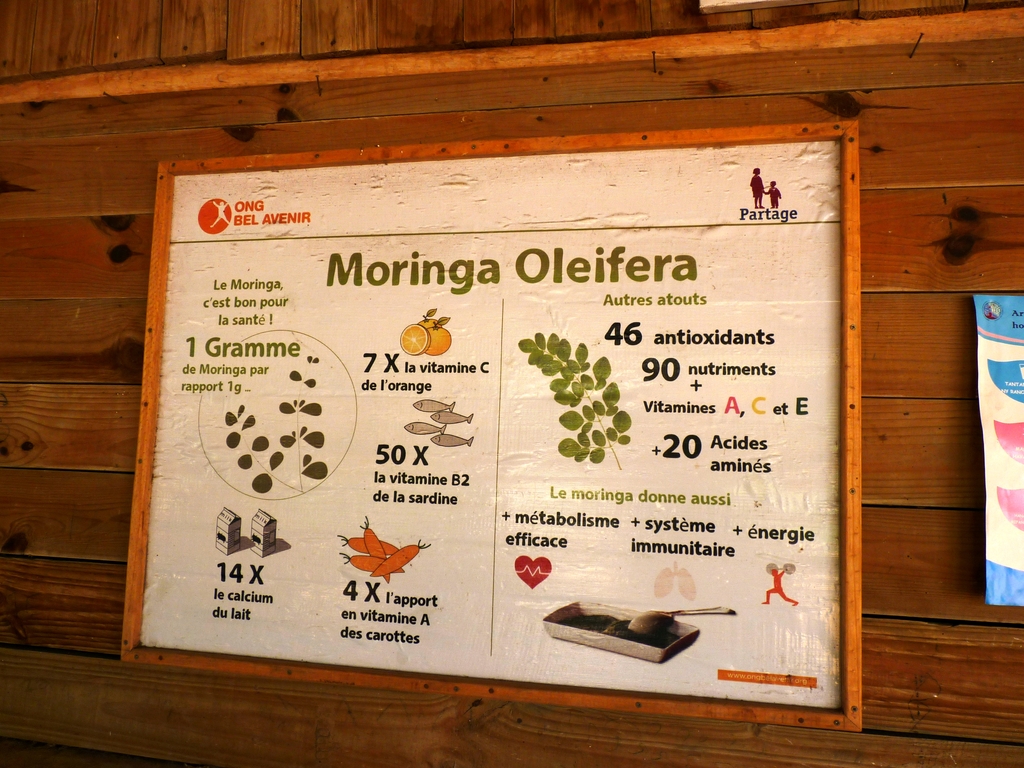 ONG
BEL AVENIR
Partage
Moringa Oleifera
Le Moringa,
c'est bon pour
la santé !
1 Gramme
de Moringa par
rapport 1g ...
7 X la vitamine C
de l'orange
50 X
la vitamine B2
de la sardine
14 X
le calcium
du lait
4 X l'apport
en vitamine A
des carottes
Autres atouts
46 antioxidants
90 nutriments
+
Vitamines A, C et E
+20 Acides
aminés
Le moringa donne aussi
+ métabolisme
efficace
+ système
immunitaire
+ énergie